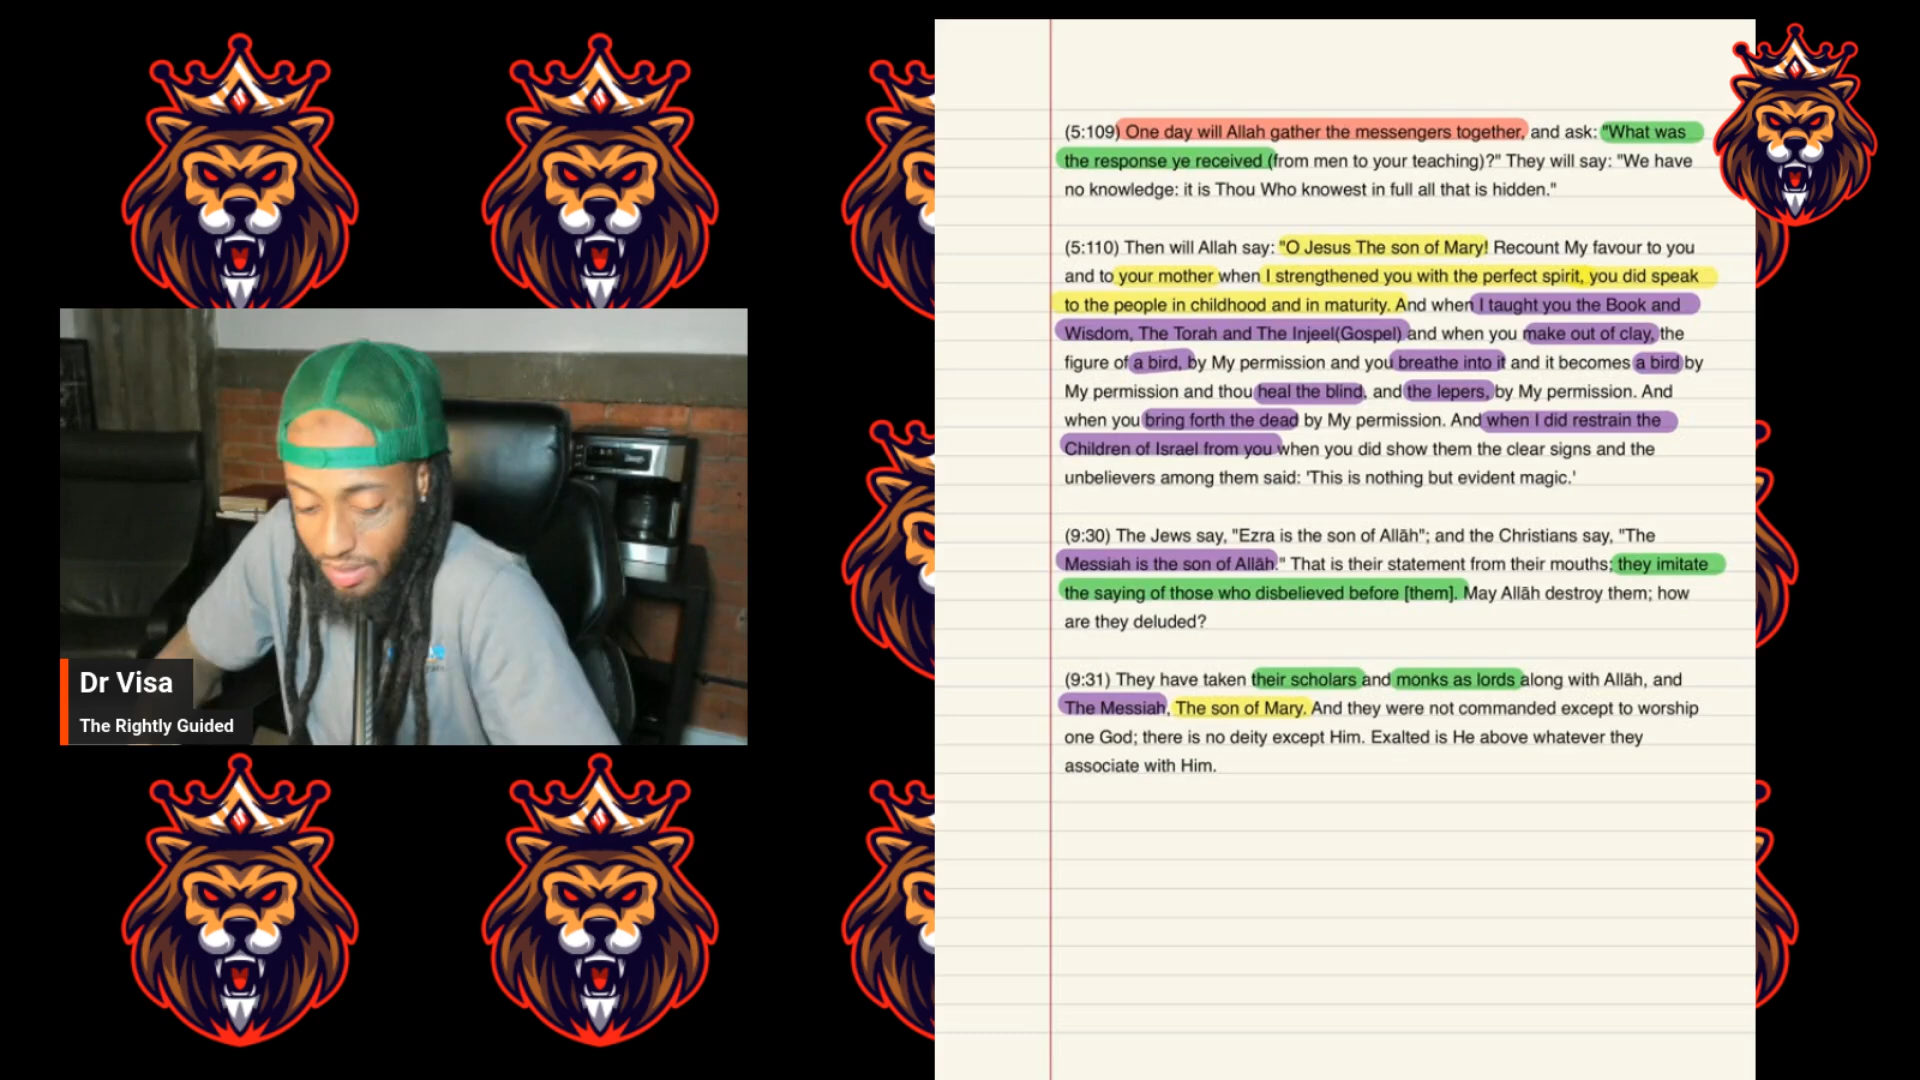 (5:109) One day will Allah gather the messengers together, and ask: "What was
the response ye received (from men to your teaching)?" They will say: "We have
no knowledge: it is Thou Who knowest in full all that is hidden."
(5:110) Then will Allah say: "O Jesus The son of Mary! Recount My favour to you
and to your mother when I strengthened you with the perfect spirit, you did speak
to the people in childhood and in maturity. And when I taught you the Book and
Wisdom, The Torah and The Injeel(Gospel) and when you make out of clay, the
figure of a bird, by My permission and you breathe into it and it becomes a bird by
My permission and thou heal the blind, and the lepers, by My permission. And
when you bring forth the dead by My permission. And when I did restrain the
Children of Israel from you when you did show them the clear signs and the
unbelievers among them said: 'This is nothing but evident magic.'
(9:30) The Jews say, "Ezra is the son of Allāh"; and the Christians say, "The
Messiah is the son of Allāh." That is their statement from their mouths; they imitate
the saying of those who disbelieved before [them]. May Allāh destroy them; how
are they deluded?
(9:31) They have taken their scholars and monks as lords along with Allāh, and
The Messiah, The son of Mary. And they were not commanded except to worship
one God; there is no deity except Him. Exalted is He above whatever they
associate with Him.
Dr Visa
The Rightly Guided